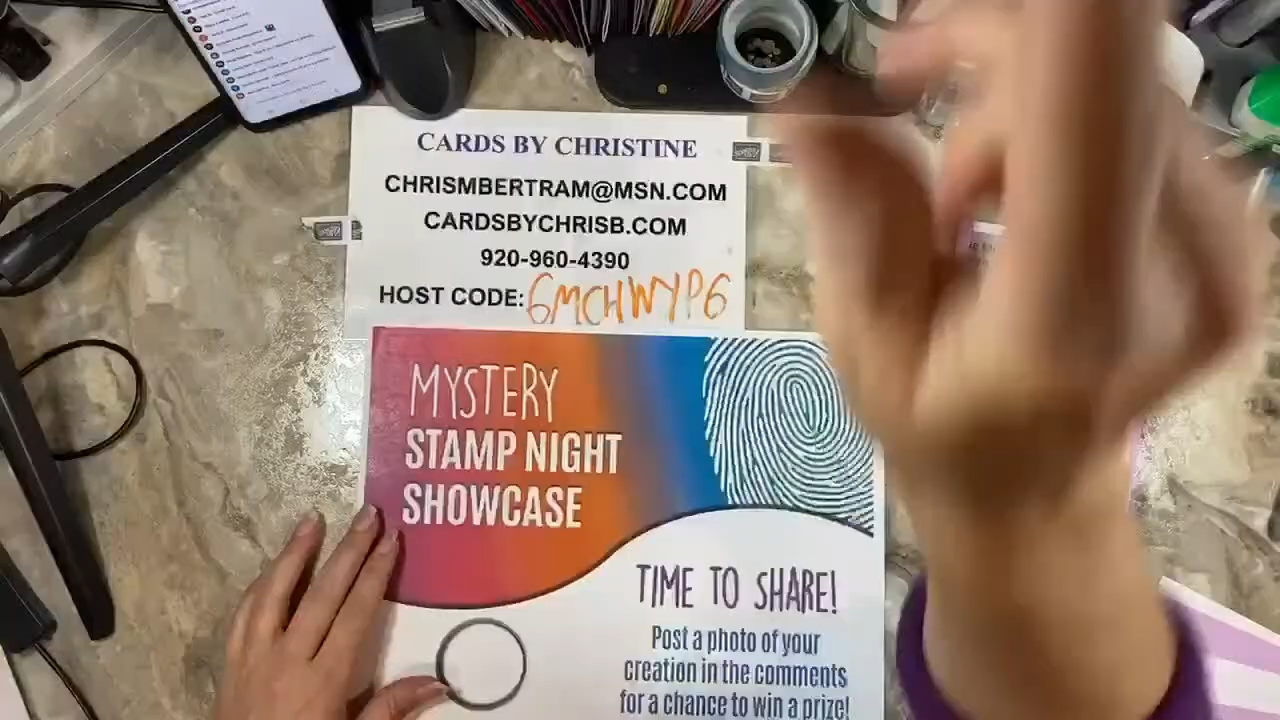 CARDS BY CHRISTINE
CHRISMBERTRAM@MSN.COM
CARDSBYCHRISB.COM
920-960-4390
HOST CODE: 6MCHWYP6
MYSTERY
STAMP NIGHT
SHOWCASE
TIME TO SHARE!
Post a photo of your
creation in the comments
for a chance to win a prize!